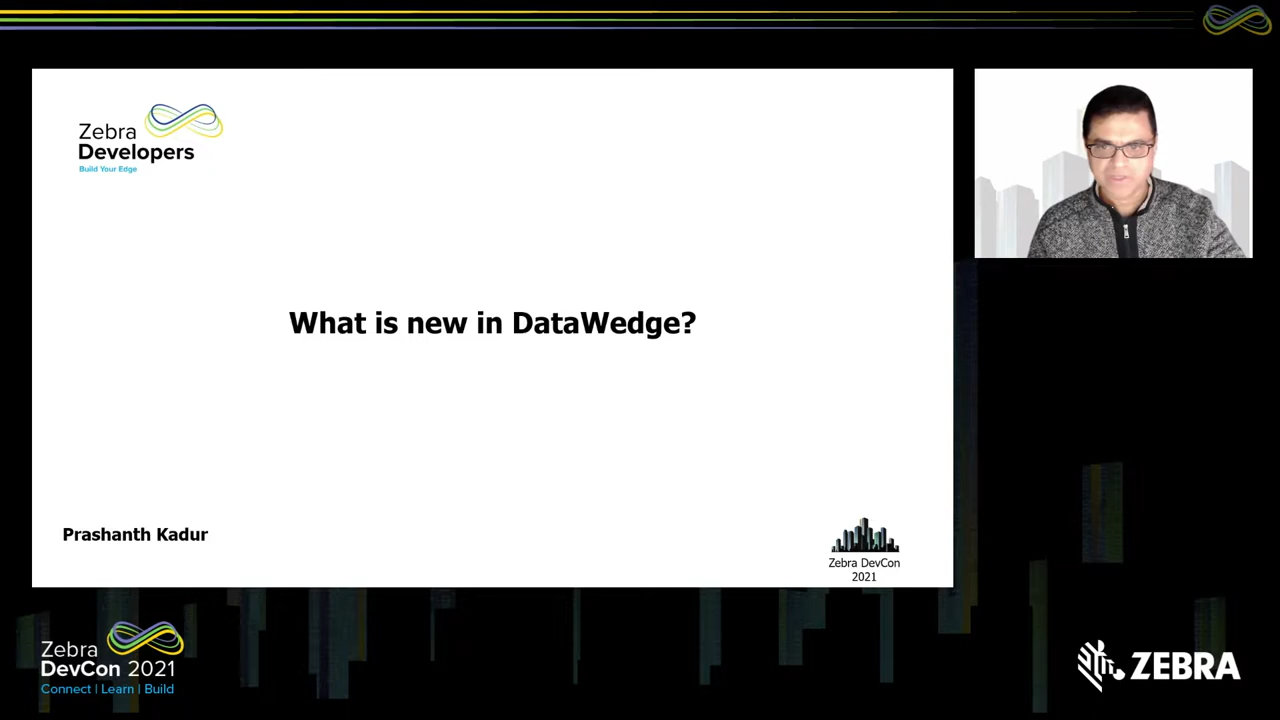 Zebra
Developers
Build Your Edge
What is new in DataWedge?
Prashanth Kadur
Zebra DevCon
2021
Zebra
DevCon 2021
Connect | Learn | Build
ZEBRA